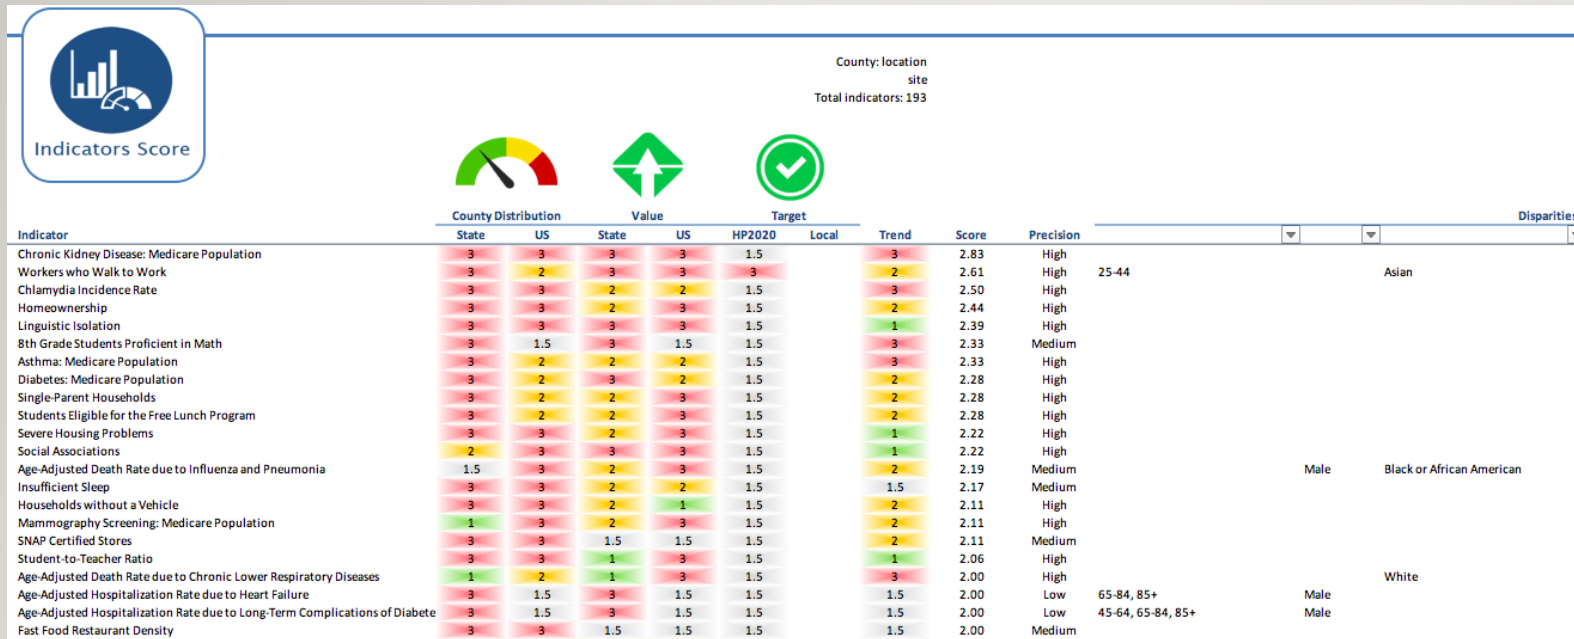 County: location
site
Total indicators: 193
Indicators Score
County Distribution Value Target Disparities
Indicator State US State US HP2020 Local Trend Score Precision
Chronic Kidney Disease: Medicare Population 3 3 3 3 1.5 3 2.83 High
Workers who Walk to Work 3 2 3 3 3 2 2.61 High 25-44 Asian
Chlamydia Incidence Rate 3 3 2 2 1.5 3 2.50 High
Homeownership 3 3 2 3 1.5 2 2.44 High
Linguistic Isolation 3 3 3 3 1.5 1 2.39 High
8th Grade Students Proficient in Math 3 1.5 3 1.5 1.5 3 2.33 Medium
Asthma: Medicare Population 3 2 2 2 1.5 3 2.33 High
Diabetes: Medicare Population 3 2 3 2 1.5 2 2.28 High
Single-Parent Households 3 2 2 3 1.5 2 2.28 High
Students Eligible for the Free Lunch Program 3 2 2 3 1.5 2 2.28 High
Severe Housing Problems 3 3 2 3 1.5 1 2.22 High
Social Associations 2 3 3 3 1.5 1 2.22 High
Age-Adjusted Death Rate due to Influenza and Pneumonia 1.5 3 2 3 1.5 2 2.19 Medium Male Black or African American
Insufficient Sleep 3 3 2 2 1.5 1.5 2.17 Medium
Households without a Vehicle 3 3 2 1 1.5 2 2.11 High
Mammography Screening: Medicare Population 1 3 2 3 1.5 2 2.11 High
SNAP Certified Stores 3 3 1.5 1.5 1.5 2 2.11 Medium
Student-to-Teacher Ratio 3 3 1 3 1.5 1 2.06 High
Age-Adjusted Death Rate due to Chronic Lower Respiratory Diseases 1 2 1 3 1.5 3 2.00 High White
Age-Adjusted Hospitalization Rate due to Heart Failure 3 1.5 3 1.5 1.5 1.5 2.00 Low 65-84, 85+ Male
Age-Adjusted Hospitalization Rate due to Long-Term Complications of Diabete 3 1.5 3 1.5 1.5 1.5 2.00 Low 45-64, 65-84, 85+ Male
Fast Food Restaurant Density 3 3 1.5 1.5 1.5 1.5 2.00 Medium